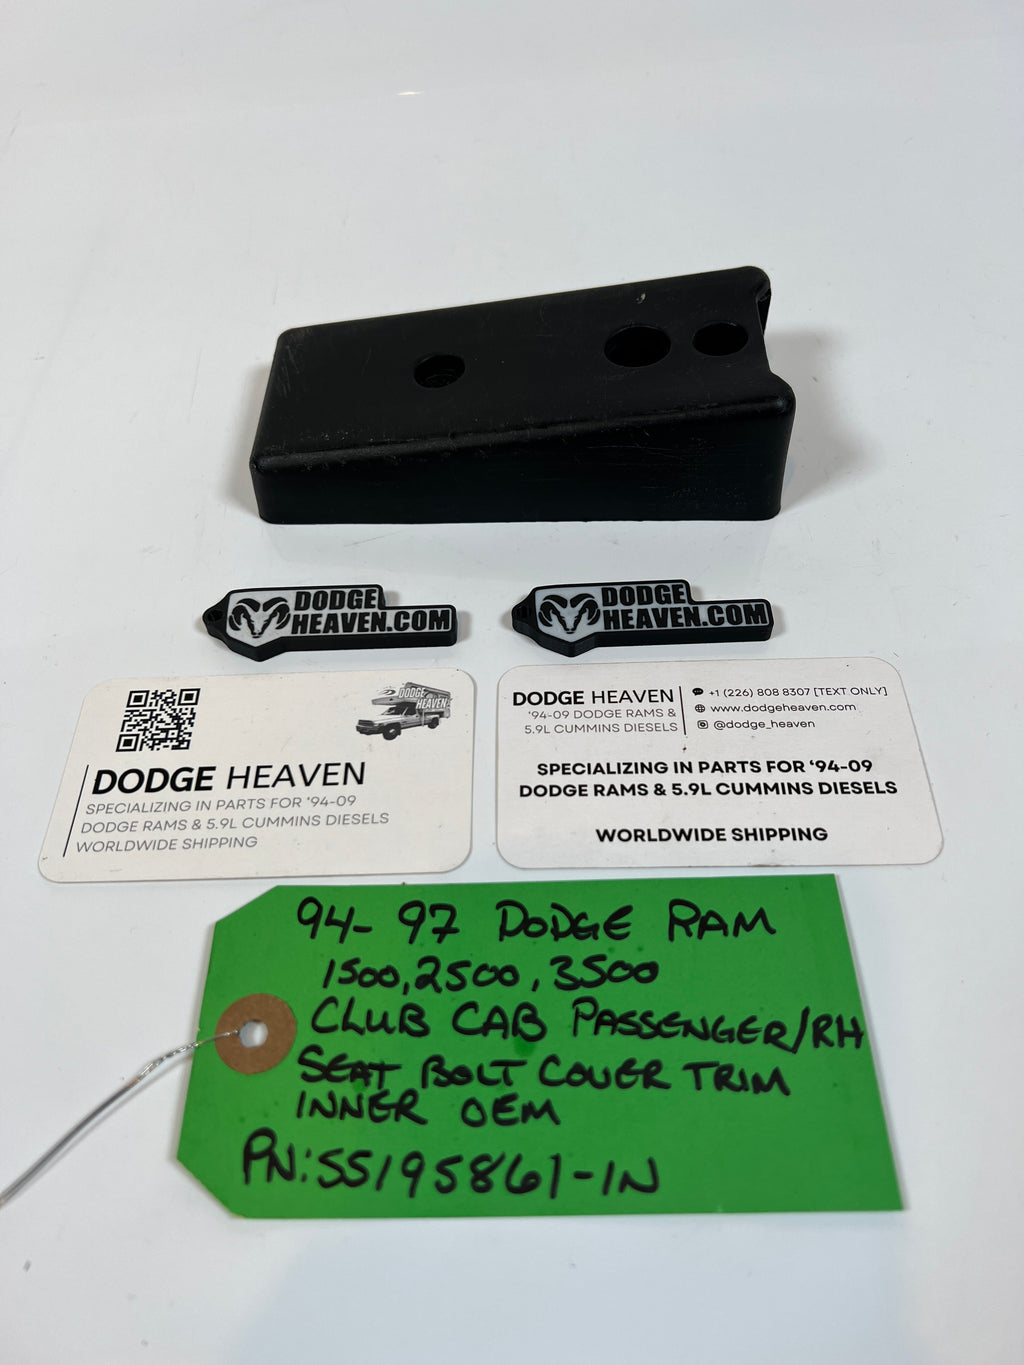 DODGE
HEAVEN.COM
DODGE
HEAVEN.COM
DODGE
HEAVEN
DODGE HEAVEN
SPECIALIZING IN PARTS FOR ‘94-09
DODGE RAMS & 5.9L CUMMINS DIESELS
WORLDWIDE SHIPPING
DODGE HEAVEN
‘94-09 DODGE RAMS &
5.9L CUMMINS DIESELS
+1 (226) 808 8307 [TEXT ONLY]
www.dodgeheaven.com
@dodge_heaven
SPECIALIZING IN PARTS FOR ‘94-09
DODGE RAMS & 5.9L CUMMINS DIESELS
WORLDWIDE SHIPPING
94-97 DODGE RAM
1500, 2500, 3500
CLUB CAB PASSENGER/RH
SEAT BOLT COVER TRIM
INNER OEM
PN: 55195861-IN